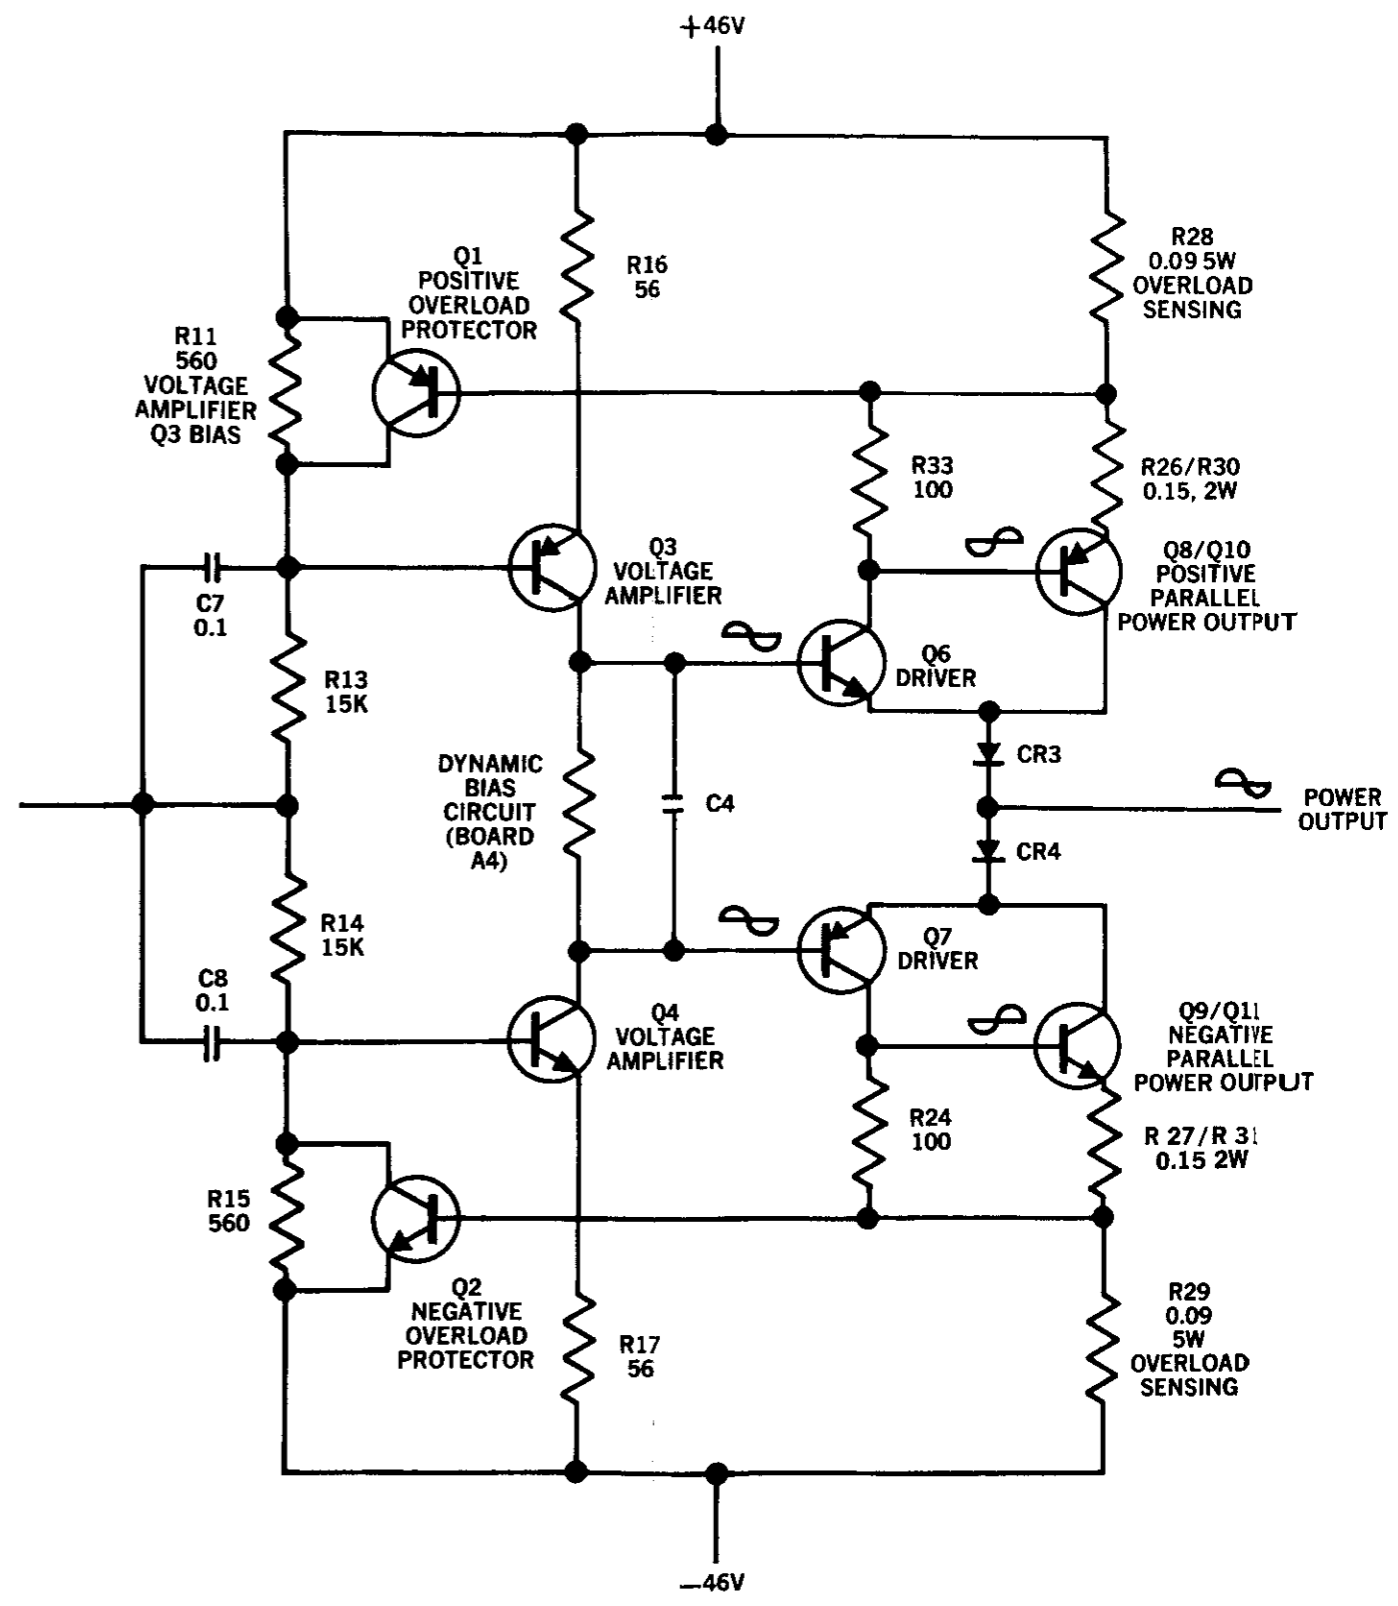 +46V
R28
0.09 5W
OVERLOAD
SENSING
R16
56
Q1
POSITIVE
OVERLOAD
PROTECTOR
R11
560
VOLTAGE
AMPLIFIER
Q3 BIAS
R33
100
R26/R30
0.15, 2W
Q3
VOLTAGE
AMPLIFIER
Q8/Q10
POSITIVE
PARALLEL
POWER OUTPUT
C7
0.1
Q6
DRIVER
R13
15K
DYNAMIC
BIAS
CIRCUIT
(BOARD
A4)
C4
CR3
POWER
OUTPUT
CR4
R14
15K
Q7
DRIVER
C8
0.1
Q4
VOLTAGE
AMPLIFIER
Q9/Q11
NEGATIVE
PARALLEL
POWER OUTPUT
R24
100
R 27/R 31
0.15 2W
R15
560
Q2
NEGATIVE
OVERLOAD
PROTECTOR
R17
56
R29
0.09
5W
OVERLOAD
SENSING
−46V